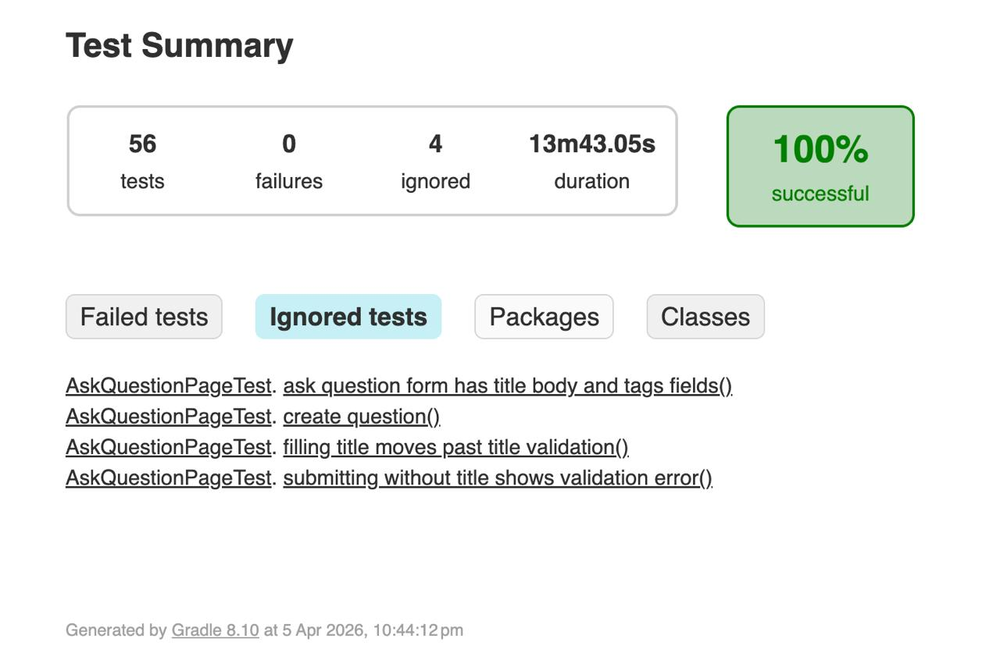 Test Summary
56 0 4 13m43.05s
tests failures ignored duration
100%
successful
Failed tests Ignored tests Packages Classes
AskQuestionPageTest. ask question form has title body and tags fields()
AskQuestionPageTest. create question()
AskQuestionPageTest. filling title moves past title validation()
AskQuestionPageTest. submitting without title shows validation error()
Generated by Gradle 8.10 at 5 Apr 2026, 10:44:12 pm